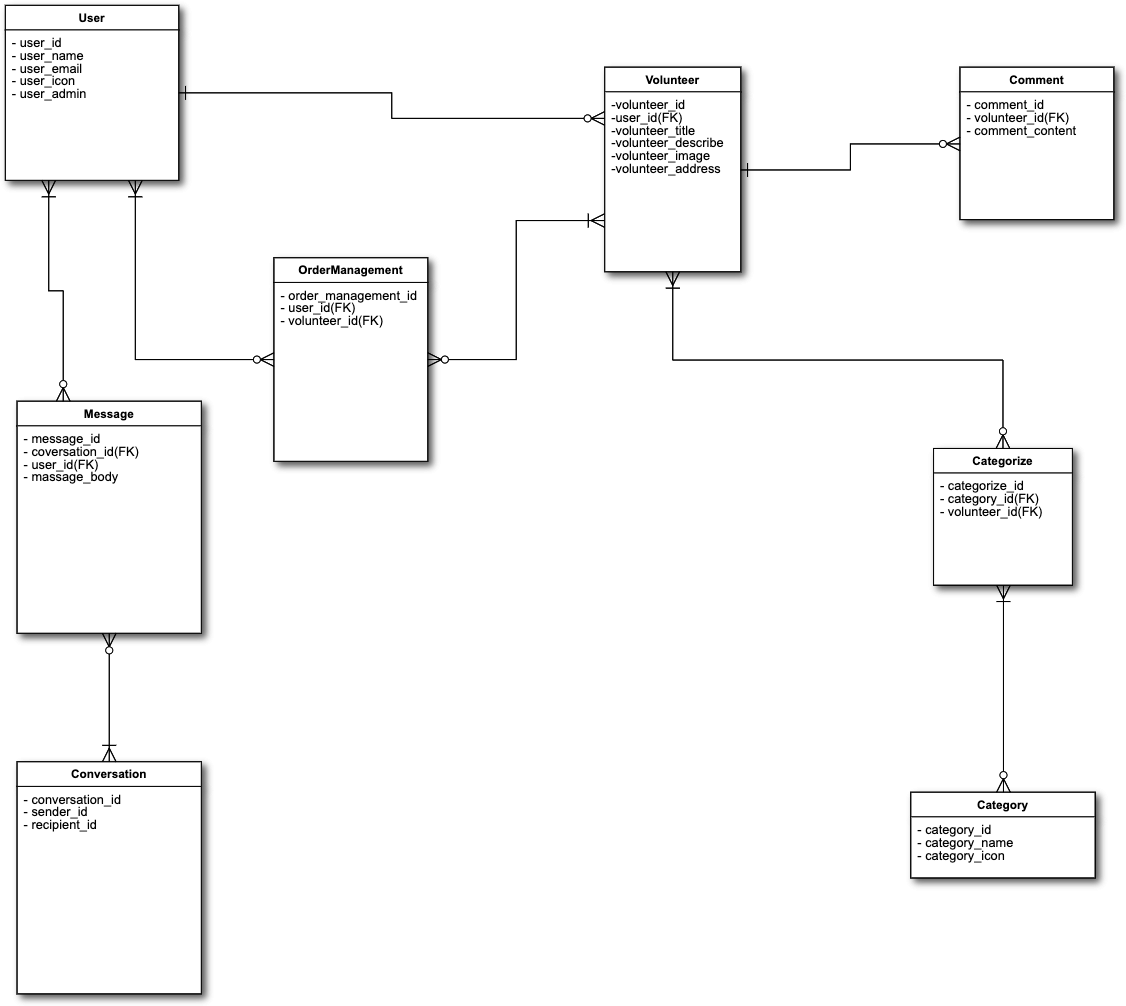 User
- user_id
- user_name
- user_email
- user_icon
- user_admin
Volunteer
-volunteer_id
-user_id(FK)
-volunteer_title
-volunteer_describe
-volunteer_image
-volunteer_address
Comment
- comment_id
- volunteer_id(FK)
- comment_content
OrderManagement
- order_management_id
- user_id(FK)
- volunteer_id(FK)
Message
- message_id
- coversation_id(FK)
- user_id(FK)
- massage_body
Categorize
- categorize_id
- category_id(FK)
- volunteer_id(FK)
Conversation
- conversation_id
- sender_id
- recipient_id
Category
- category_id
- category_name
- category_icon